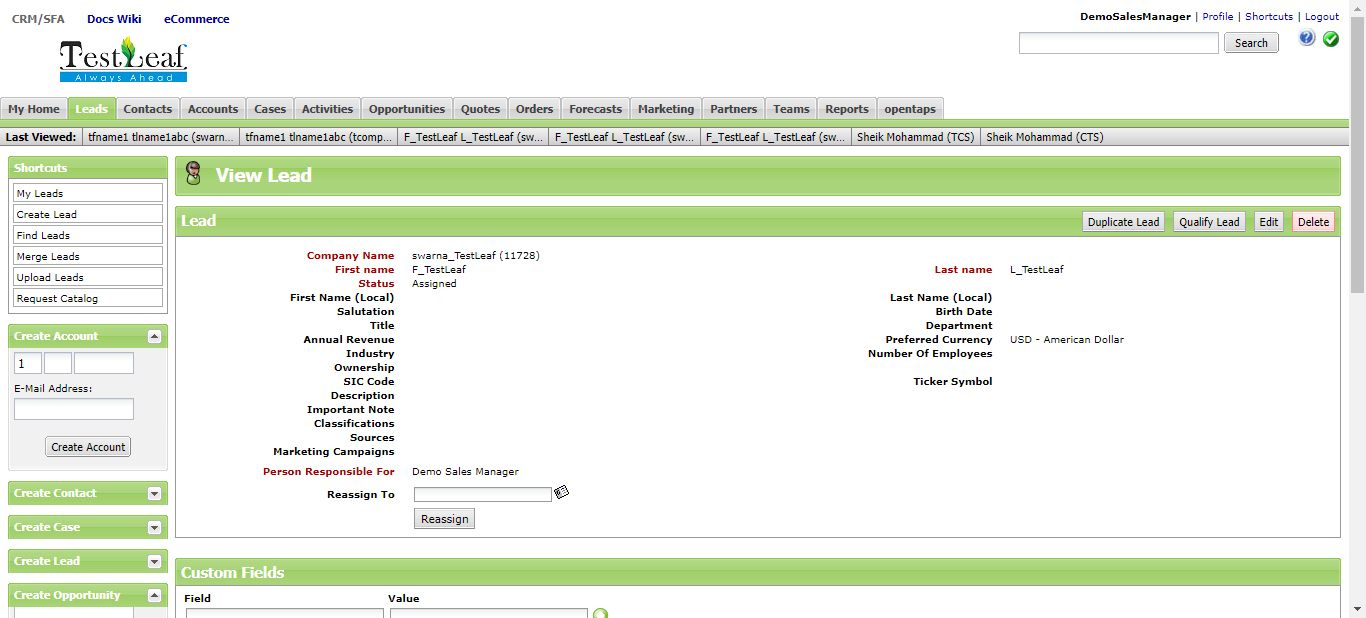 CRM/SFA Docs Wiki eCommerce
DemoSalesManager | Profile | Shortcuts | Logout
TestLeaf
Always Ahead
Search
My Home Leads Contacts Accounts Cases Activities Opportunities Quotes Orders Forecasts Marketing Partners Teams Reports opentaps
Last Viewed: tfname1 tlname1abc (swarn... tfname1 tlname1abc (tcomp... F_TestLeaf L_TestLeaf (sw... F_TestLeaf L_TestLeaf (sw... F_TestLeaf L_TestLeaf (sw... Sheik Mohammad (TCS) Sheik Mohammad (CTS)
Shortcuts
My Leads
Create Lead
Find Leads
Merge Leads
Upload Leads
Request Catalog
Create Account
1
E-Mail Address:
Create Account
Create Contact
Create Case
Create Lead
Create Opportunity
View Lead
Lead
Duplicate Lead Qualify Lead Edit Delete
Company Name swarna_TestLeaf (11728)
First name F_TestLeaf Last name L_TestLeaf
Status Assigned
First Name (Local) Last Name (Local)
Salutation Birth Date
Title Department
Annual Revenue Preferred Currency USD - American Dollar
Industry Number Of Employees
Ownership
SIC Code Ticker Symbol
Description
Important Note
Classifications
Sources
Marketing Campaigns
Person Responsible For Demo Sales Manager
Reassign To
Reassign
Custom Fields
Field Value